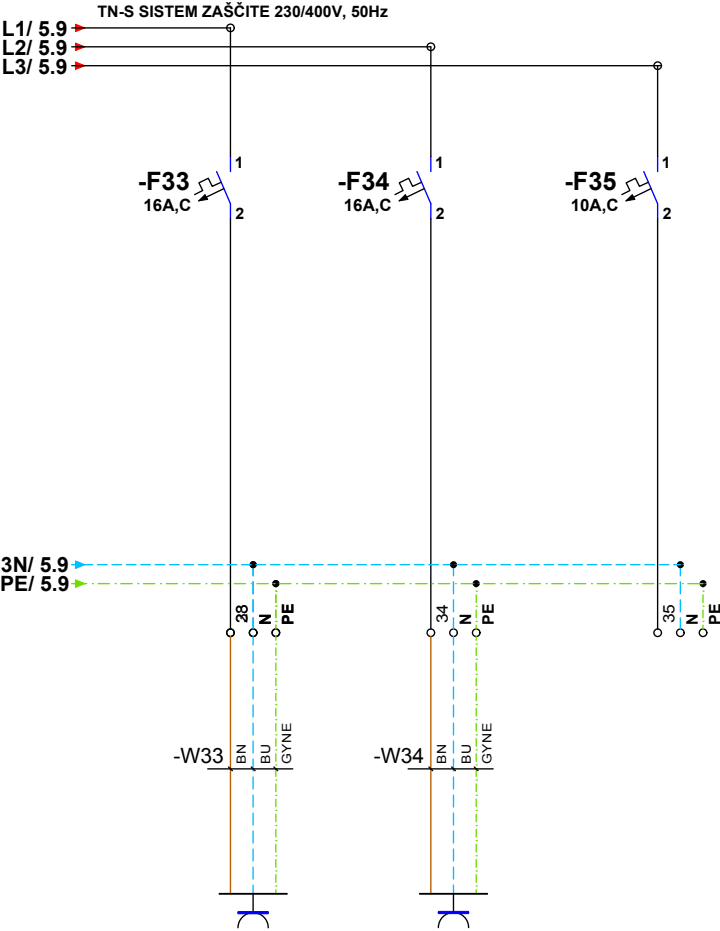 TN-S SISTEM ZAŠČITE 230/400V, 50Hz
L1/ 5.9
L2/ 5.9
L3/ 5.9
1
-F33
16A,C
2
1
-F34
16A,C
2
1
-F35
10A,C
2
3N/ 5.9
PE/ 5.9
N
PE
34
N
PE
35
N
PE
-W33
BN
BU
GYNE
-W34
BN
BU
GYNE